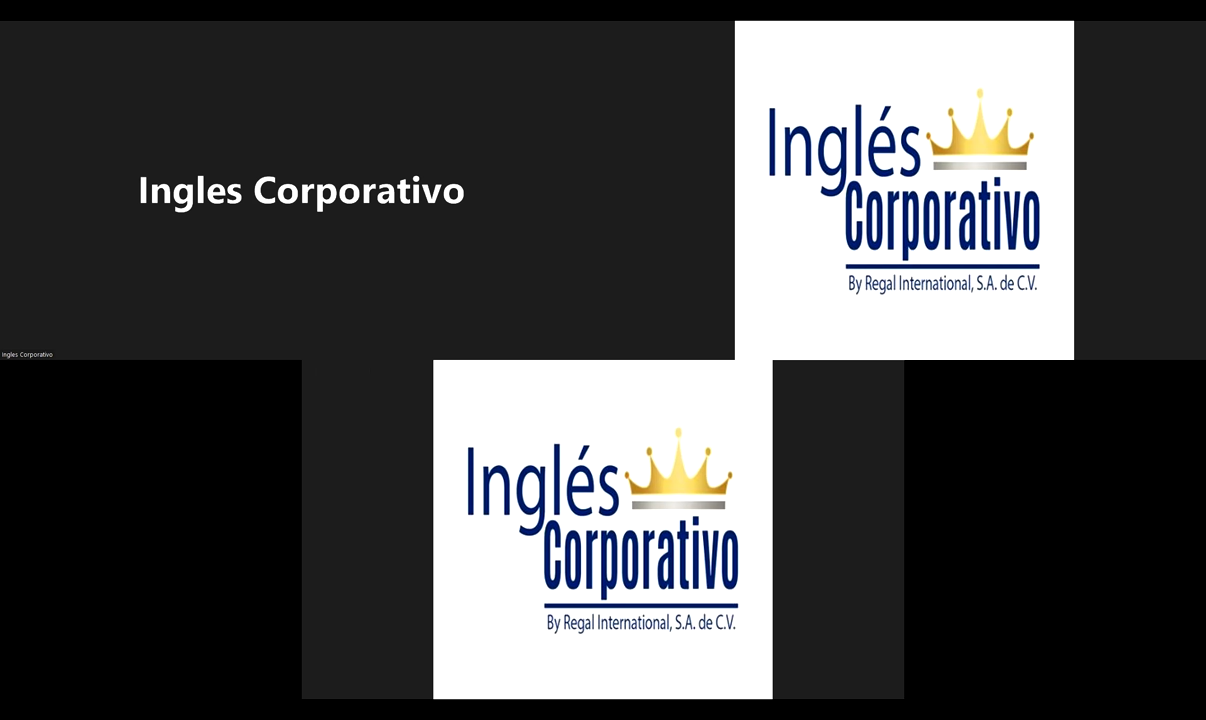 Ingles Corporativo
Ingles Corporativo
Inglés
Corporativo
By Regal International, S.A. de C.V.
Inglés
Corporativo
By Regal International, S.A. de C.V.